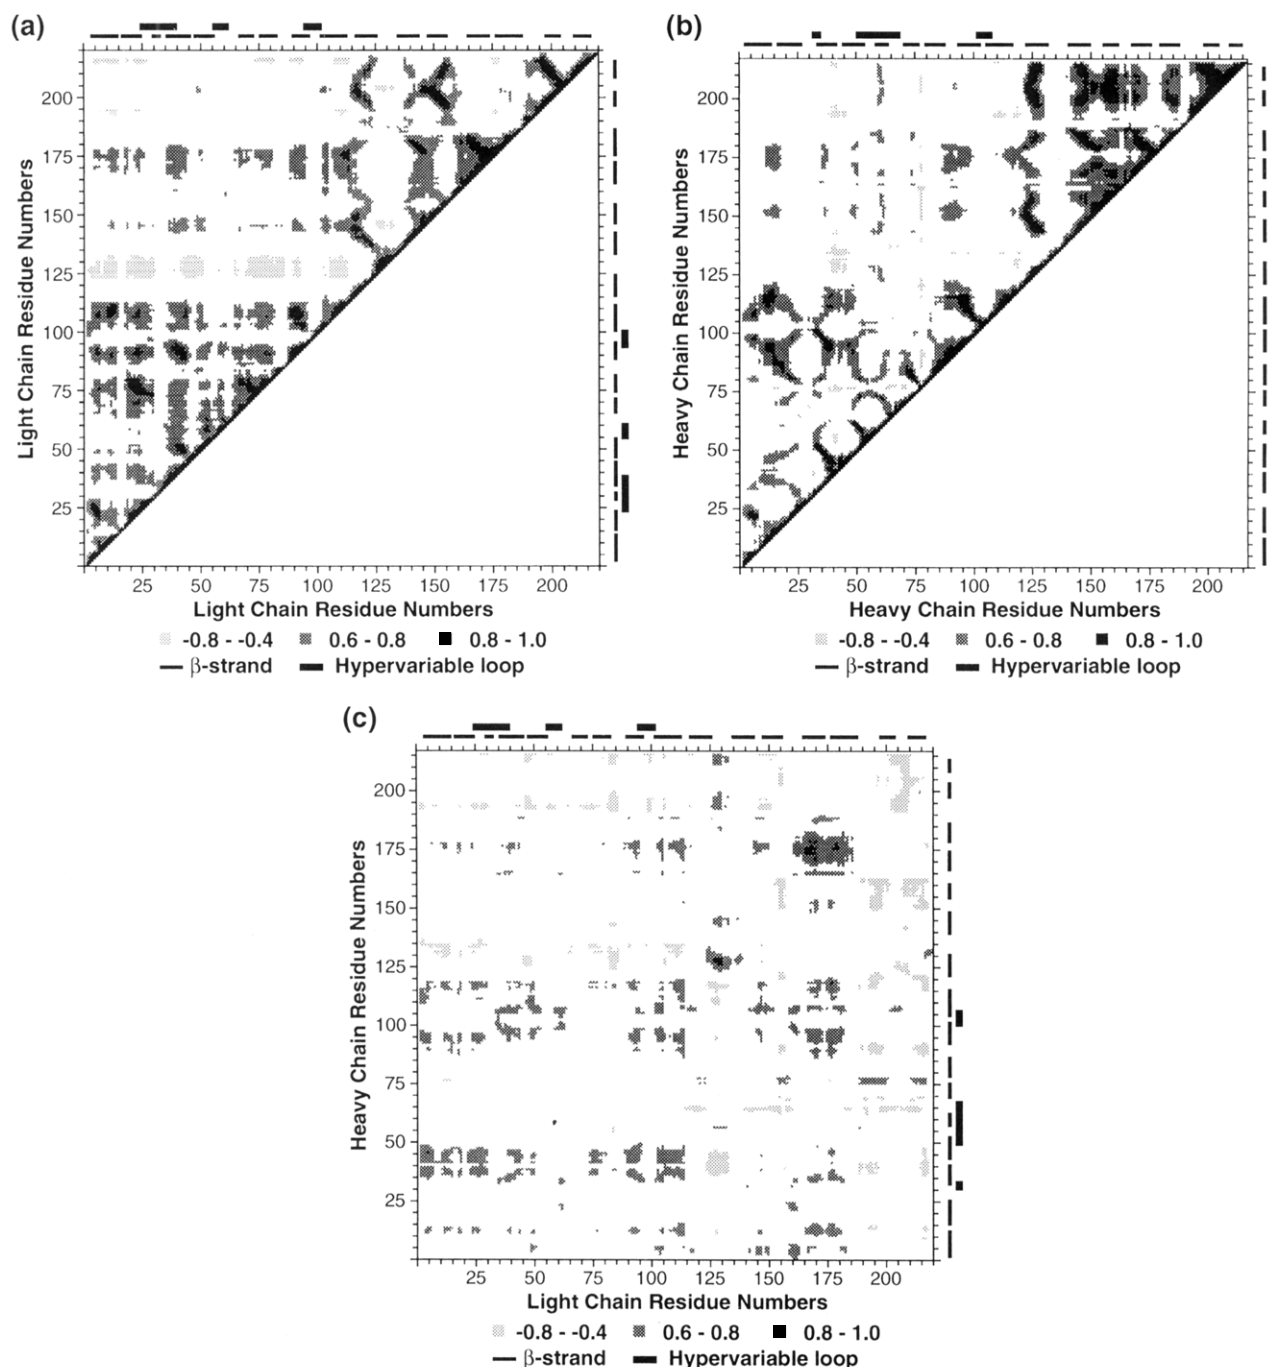 (a)
Light Chain Residue Numbers
200
175
150
125
100
75
50
25
25 50 75 100 125 150 175 200
Light Chain Residue Numbers
-0.8 - -0.4 0.6 - 0.8 0.8 - 1.0
β-strand Hypervariable loop
(b)
Heavy Chain Residue Numbers
200
175
150
125
100
75
50
25
25 50 75 100 125 150 175 200
Heavy Chain Residue Numbers
-0.8 - -0.4 0.6 - 0.8 0.8 - 1.0
β-strand Hypervariable loop
(c)
Heavy Chain Residue Numbers
200
175
150
125
100
75
50
25
25 50 75 100 125 150 175 200
Light Chain Residue Numbers
-0.8 - -0.4 0.6 - 0.8 0.8 - 1.0
β-strand Hypervariable loop